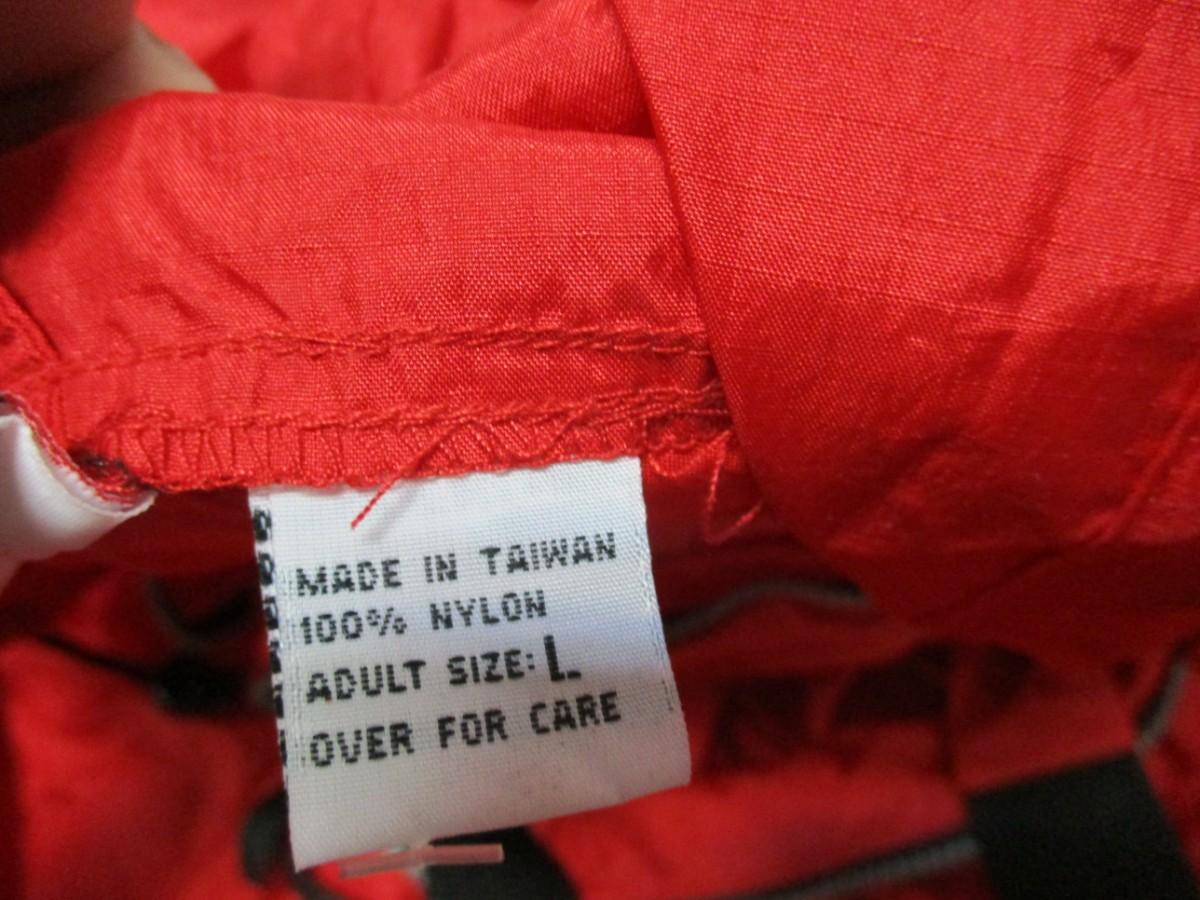 MADE IN TAIWAN
100% NYLON
ADULT SIZE: L
OVER FOR CARE